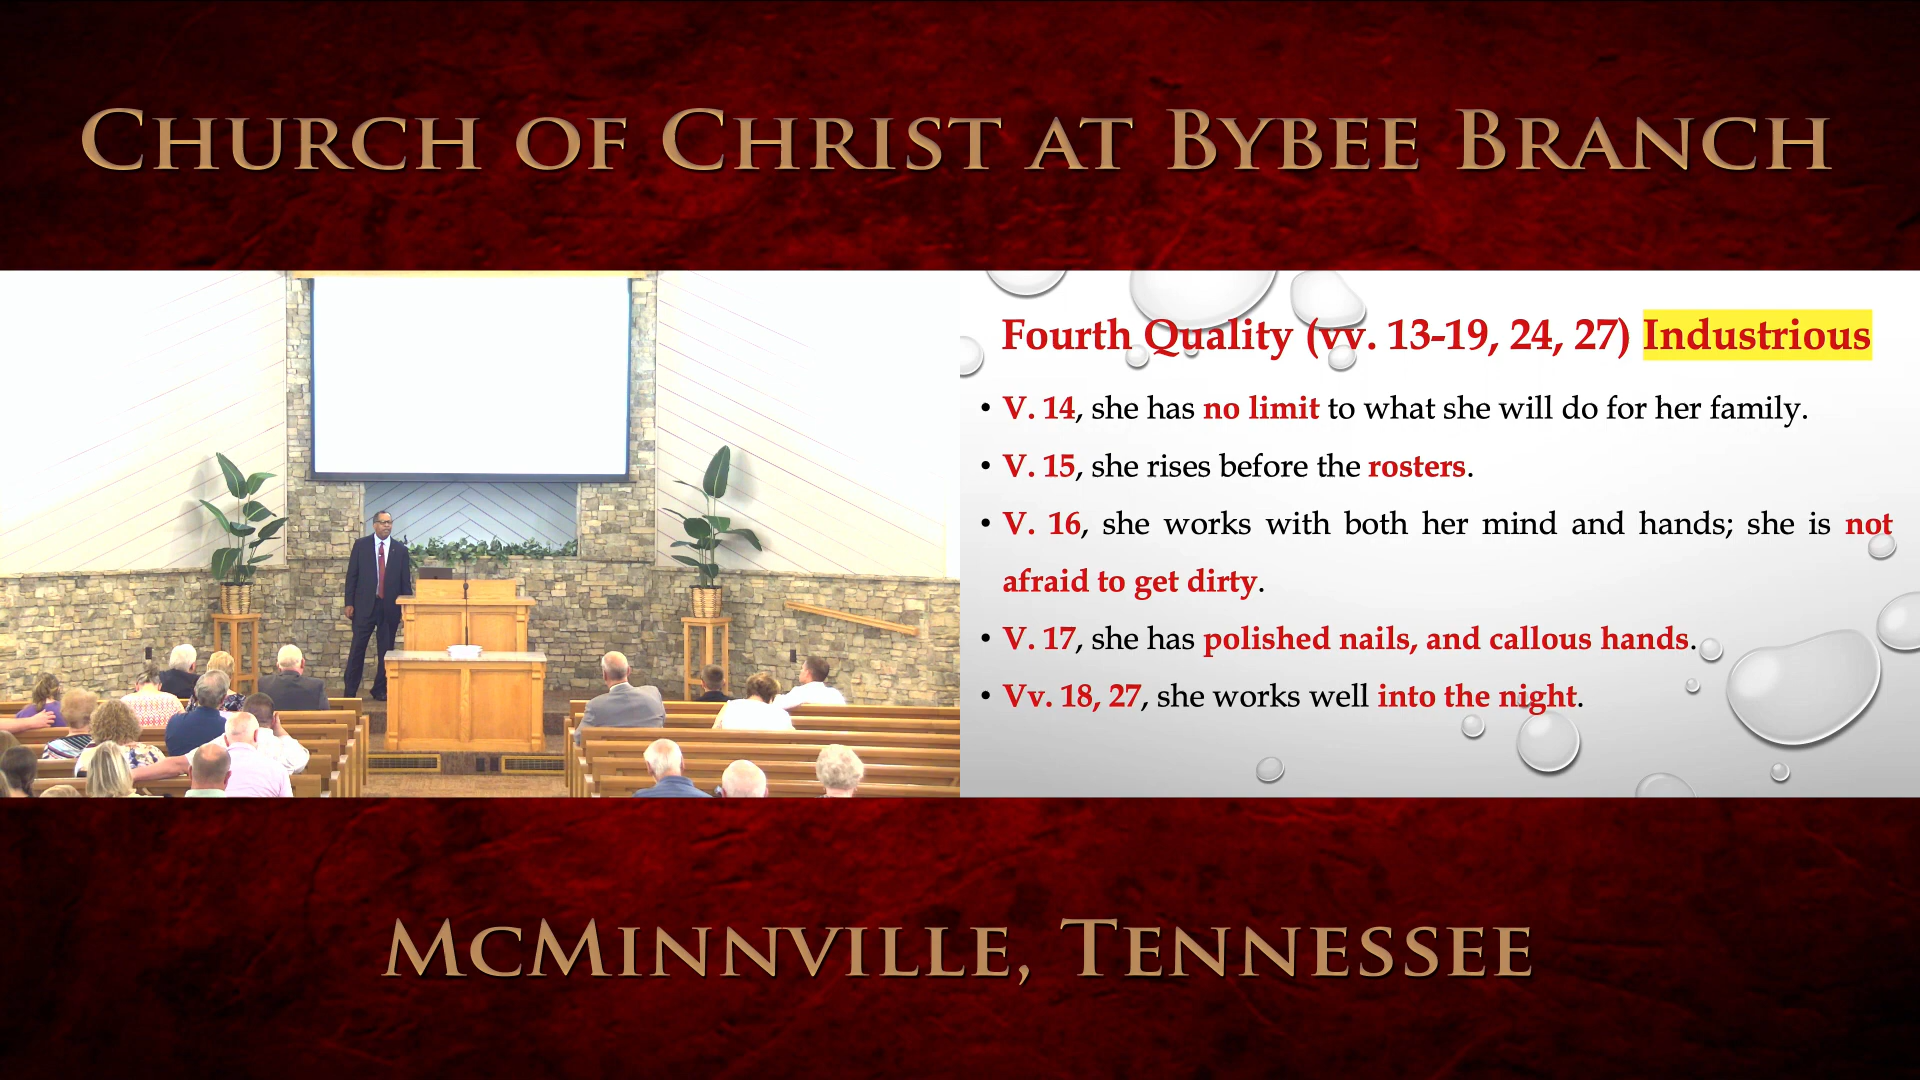 Church of Christ at Bybee Branch
Fourth Quality (vv. 13-19, 24, 27) Industrious
• V. 14, she has no limit to what she will do for her family.
• V. 15, she rises before the rosters.
• V. 16, she works with both her mind and hands; she is not
afraid to get dirty.
• V. 17, she has polished nails, and callous hands.
• Vv. 18, 27, she works well into the night.
McMinnville, Tennessee